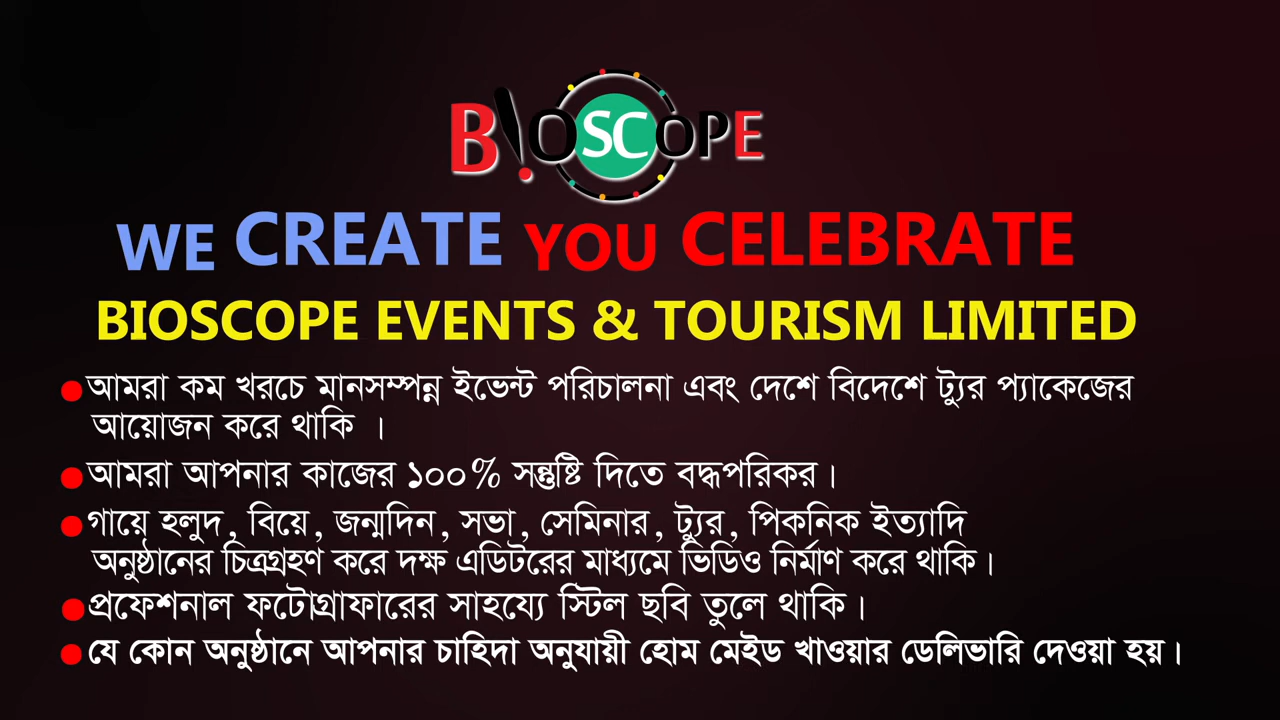 BIOSCOPE
WE CREATE YOU CELEBRATE
BIOSCOPE EVENTS & TOURISM LIMITED
আমরা কম খরচে মানসম্পন্ন ইভেন্ট পরিচালনা এবং দেশে বিদেশে ট্যুর প্যাকেজের
আয়োজন করে থাকি ।
আমরা আপনার কাজের ১০০% সন্তুষ্টি দিতে বদ্ধপরিকর।
গায়ে হলুদ, বিয়ে, জন্মদিন, সভা, সেমিনার, ট্যুর, পিকনিক ইত্যাদি
অনুষ্ঠানের চিত্রগ্রহণ করে দক্ষ এডিটরের মাধ্যমে ভিডিও নির্মাণ করে থাকি।
প্রফেশনাল ফটোগ্রাফারের সাহয্যে স্টিল ছবি তুলে থাকি।
যে কোন অনুষ্ঠানে আপনার চাহিদা অনুযায়ী হোম মেইড খাওয়ার ডেলিভারি দেওয়া হয়।